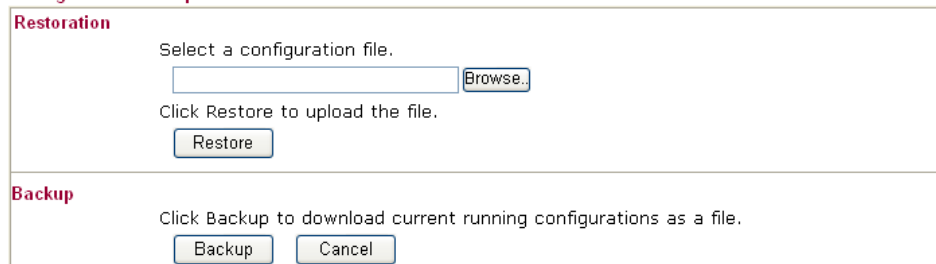 Restoration
Select a configuration file.
Browse..
Click Restore to upload the file.
Restore
Backup
Click Backup to download current running configurations as a file.
Backup Cancel